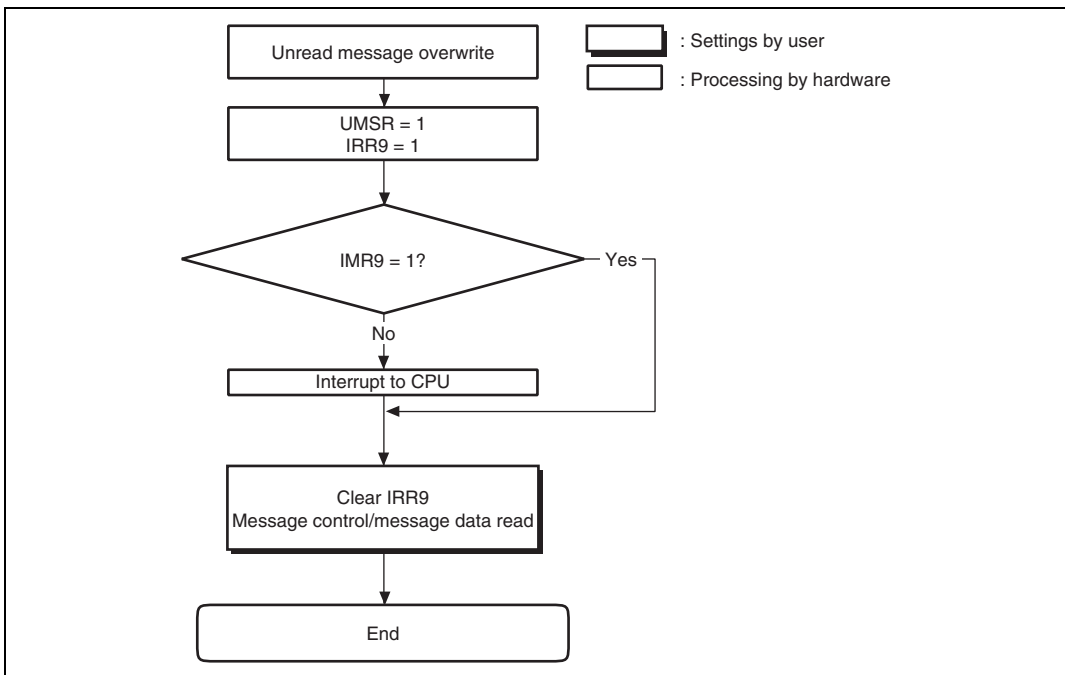 Unread message overwrite
: Settings by user
: Processing by hardware
UMSR = 1
IRR9 = 1
IMR9 = 1?
Yes
No
Interrupt to CPU
Clear IRR9
Message control/message data read
End